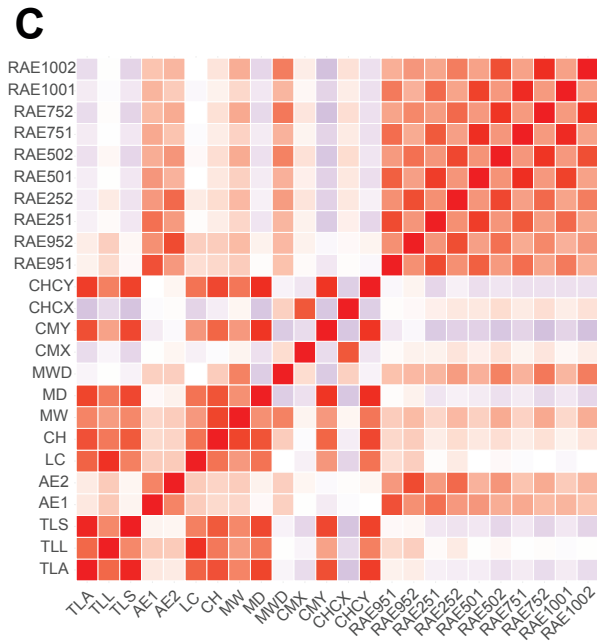 C
RAE1002
RAE1001
RAE752
RAE751
RAE502
RAE501
RAE252
RAE251
RAE952
RAE951
CHCY
CHCX
CMY
CMX
MWD
MD
MW
CH
LC
AE2
AE1
TLS
TLL
TLA
TLA TLL TLS AE1 AE2 LC CH MW MD MWD CMX CMY CHCX CHCY RAE951 RAE952 RAE251 RAE252 RAE501 RAE502 RAE751 RAE752 RAE1001 RAE1002